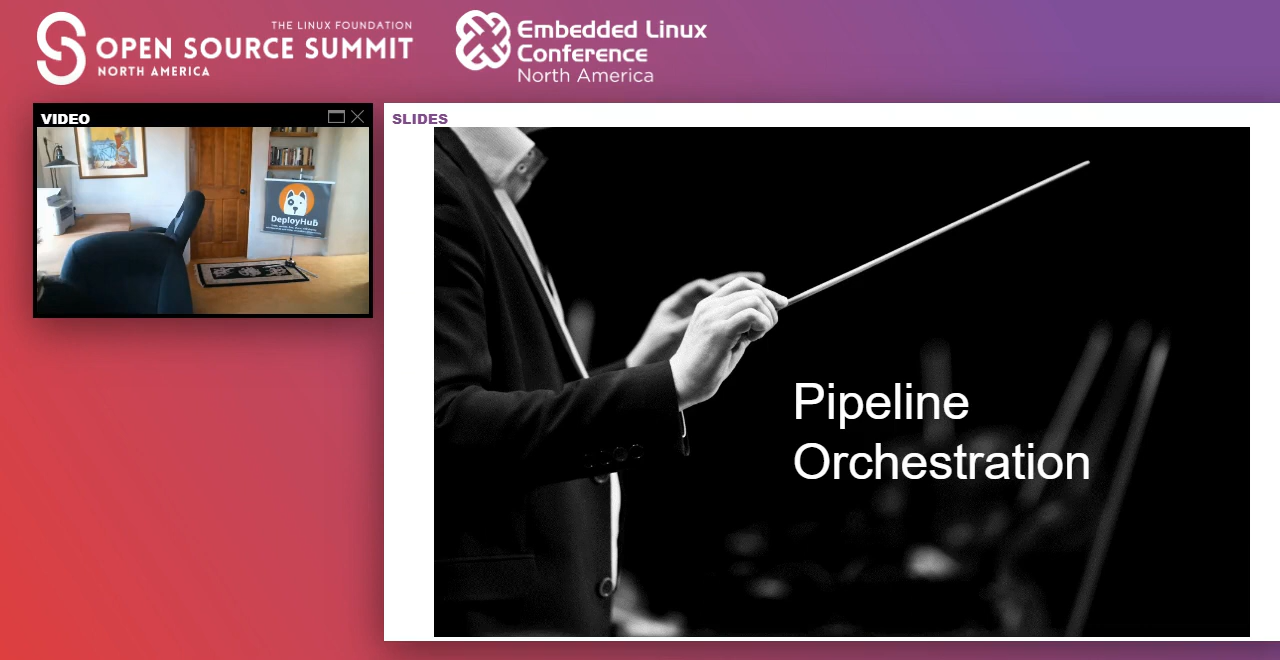 THE LINUX FOUNDATION
OPEN SOURCE SUMMIT
NORTH AMERICA
Embedded Linux
Conference
North America
VIDEO
DeployHub
SLIDES
Pipeline
Orchestration